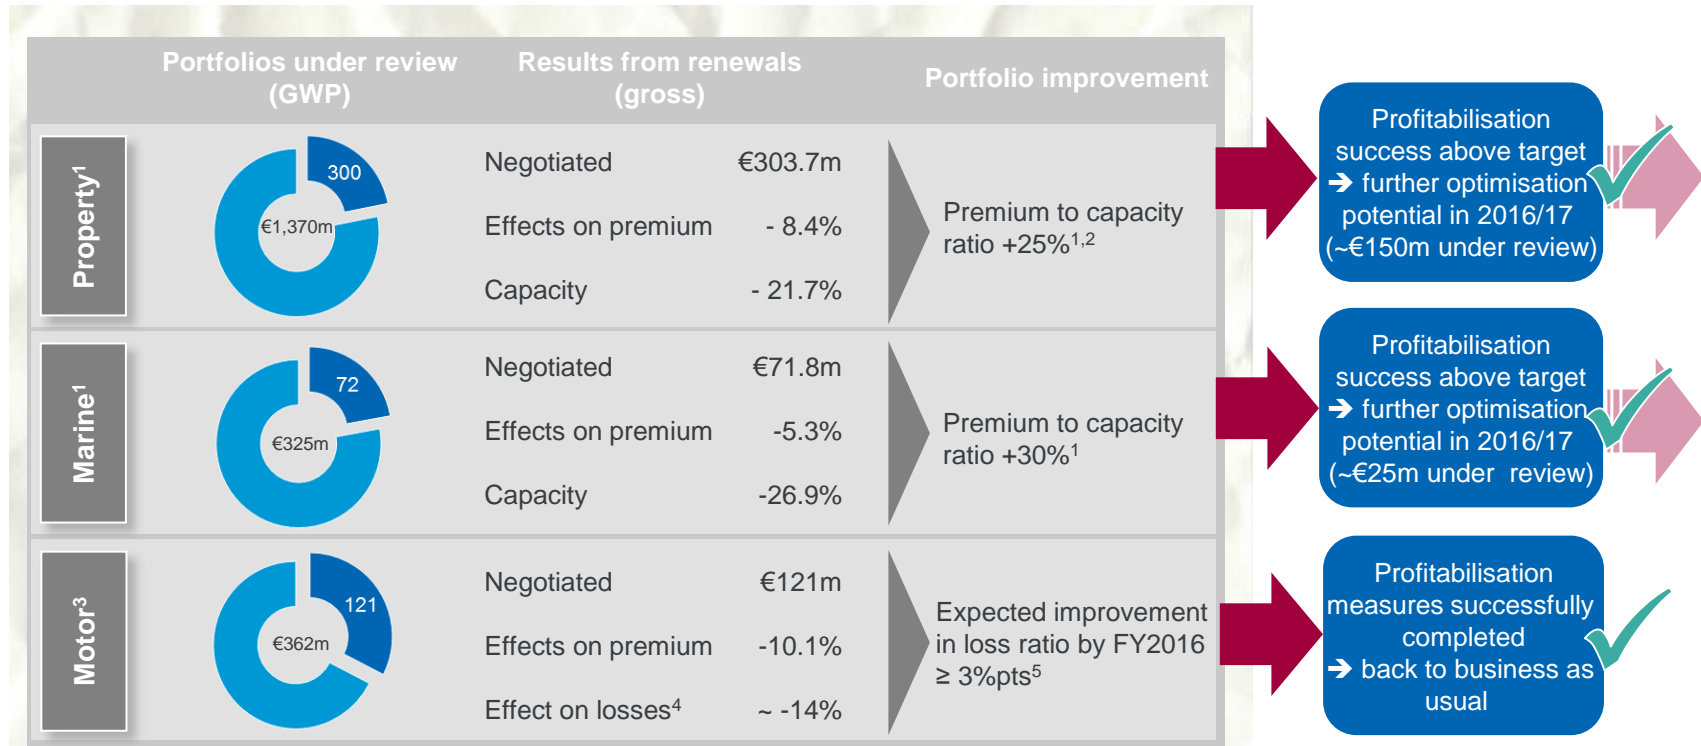 Portfolios under review
(GWP)
Results from renewals
(gross)
Portfolio improvement
Property1
300
€1,370m
Negotiated €303.7m
Effects on premium - 8.4%
Capacity - 21.7%
Premium to capacity
ratio +25%1,2
Profitabilisation
success above target
➔ further optimisation
potential in 2016/17
(~€150m under review)
Marine1
72
€325m
Negotiated €71.8m
Effects on premium -5.3%
Capacity -26.9%
Premium to capacity
ratio +30%1
Profitabilisation
success above target
➔ further optimisation
potential in 2016/17
(~€25m under review)
Motor3
121
€362m
Negotiated €121m
Effects on premium -10.1%
Effect on losses4 ~ -14%
Expected improvement
in loss ratio by FY2016
≥ 3%pts5
Profitabilisation
measures successfully
completed
➔ back to business as
usual